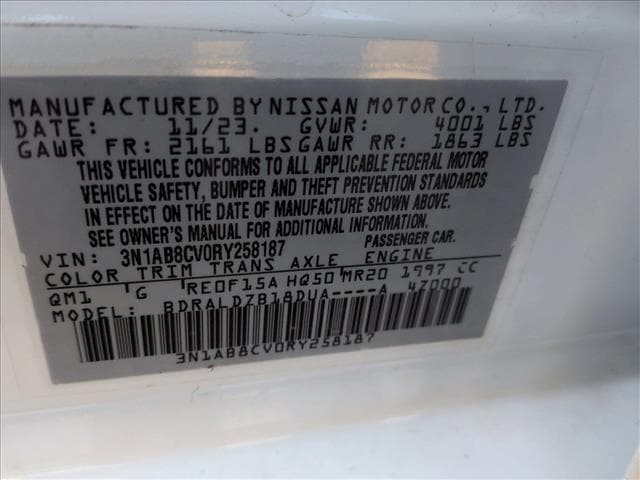 MANUFACTURED BY NISSAN MOTOR CO., LTD.
DATE: 11/23. GVWR: 4001 LBS
GAWR FR: 2161 LBS GAWR RR: 1863 LBS
THIS VEHICLE CONFORMS TO ALL APPLICABLE FEDERAL MOTOR
VEHICLE SAFETY, BUMPER AND THEFT PREVENTION STANDARDS
IN EFFECT ON THE DATE OF MANUFACTURE SHOWN ABOVE.
SEE OWNER'S MANUAL FOR ADDITIONAL INFORMATION.
VIN: 3N1AB8CV0RY258187 PASSENGER CAR.
COLOR TRIM TRANS AXLE ENGINE
QM1 G RE0F15A HQ50 MR20 1997 CC
MODEL: BDRALDZB18DUA----A 4Z000
3N1AB8CV0RY258187